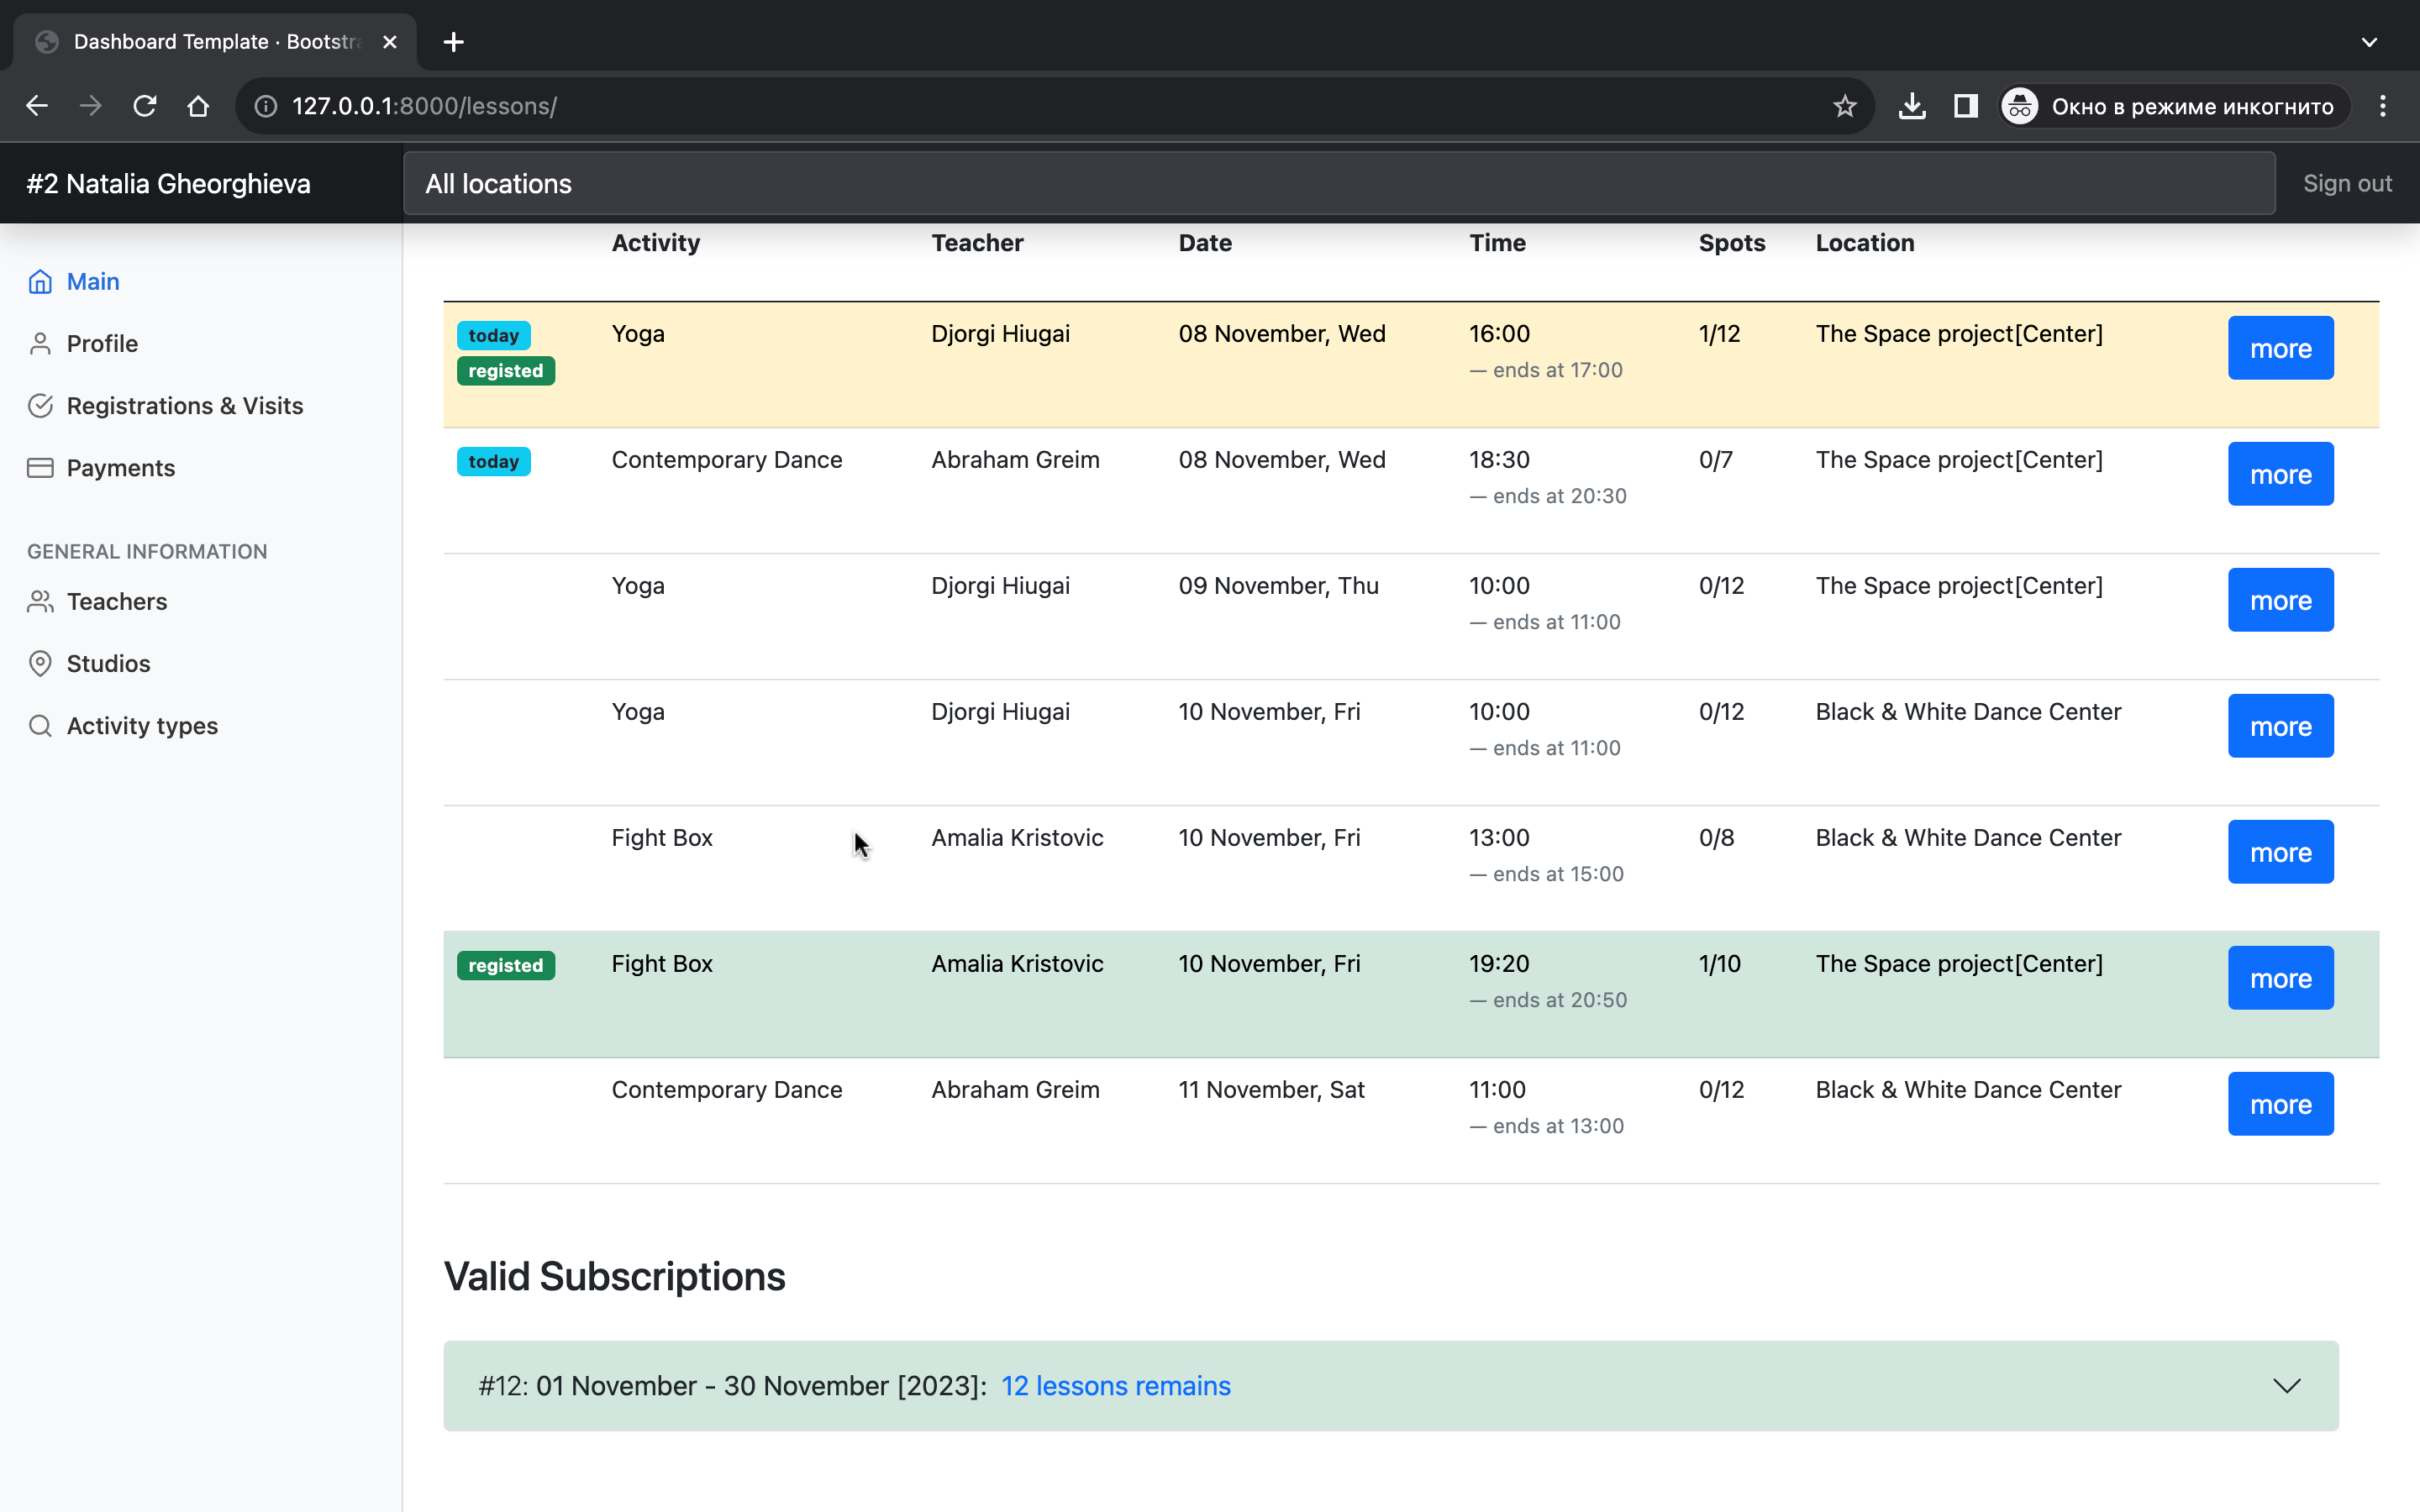 Dashboard Template · Bootstr
127.0.0.1:8000/lessons/
Окно в режиме инкогнито
#2 Natalia Gheorghieva
All locations
Sign out
Main
Profile
Registrations & Visits
Payments
GENERAL INFORMATION
Teachers
Studios
Activity types
Activity Teacher Date Time Spots Location
today Yoga Djorgi Hiugai 08 November, Wed 16:00 1/12 The Space project[Center] more
registed — ends at 17:00
today Contemporary Dance Abraham Greim 08 November, Wed 18:30 0/7 The Space project[Center] more
— ends at 20:30
Yoga Djorgi Hiugai 09 November, Thu 10:00 0/12 The Space project[Center] more
— ends at 11:00
Yoga Djorgi Hiugai 10 November, Fri 10:00 0/12 Black & White Dance Center more
— ends at 11:00
Fight Box Amalia Kristovic 10 November, Fri 13:00 0/8 Black & White Dance Center more
— ends at 15:00
registed Fight Box Amalia Kristovic 10 November, Fri 19:20 1/10 The Space project[Center] more
— ends at 20:50
Contemporary Dance Abraham Greim 11 November, Sat 11:00 0/12 Black & White Dance Center more
— ends at 13:00
Valid Subscriptions
#12: 01 November - 30 November [2023]: 12 lessons remains